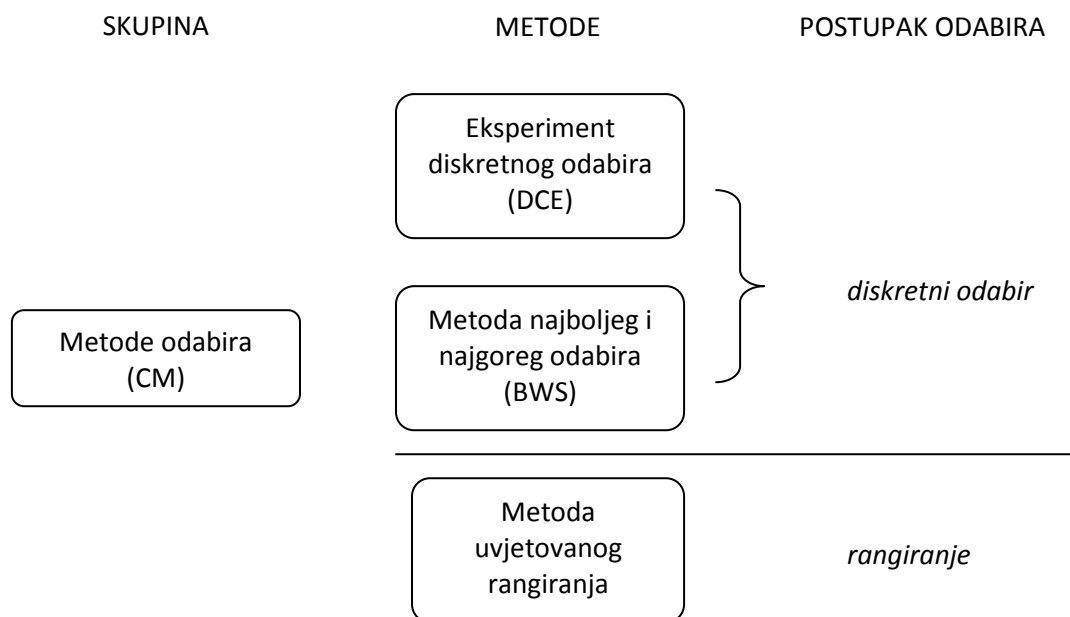 SKUPINA METODE POSTUPAK ODABIRA
Eksperiment
diskretnog odabira
(DCE)
diskretni odabir
Metode odabira
(CM)
Metoda najboljeg i
najgoreg odabira
(BWS)
Metoda
uvjetovanog
rangiranja
rangiranje